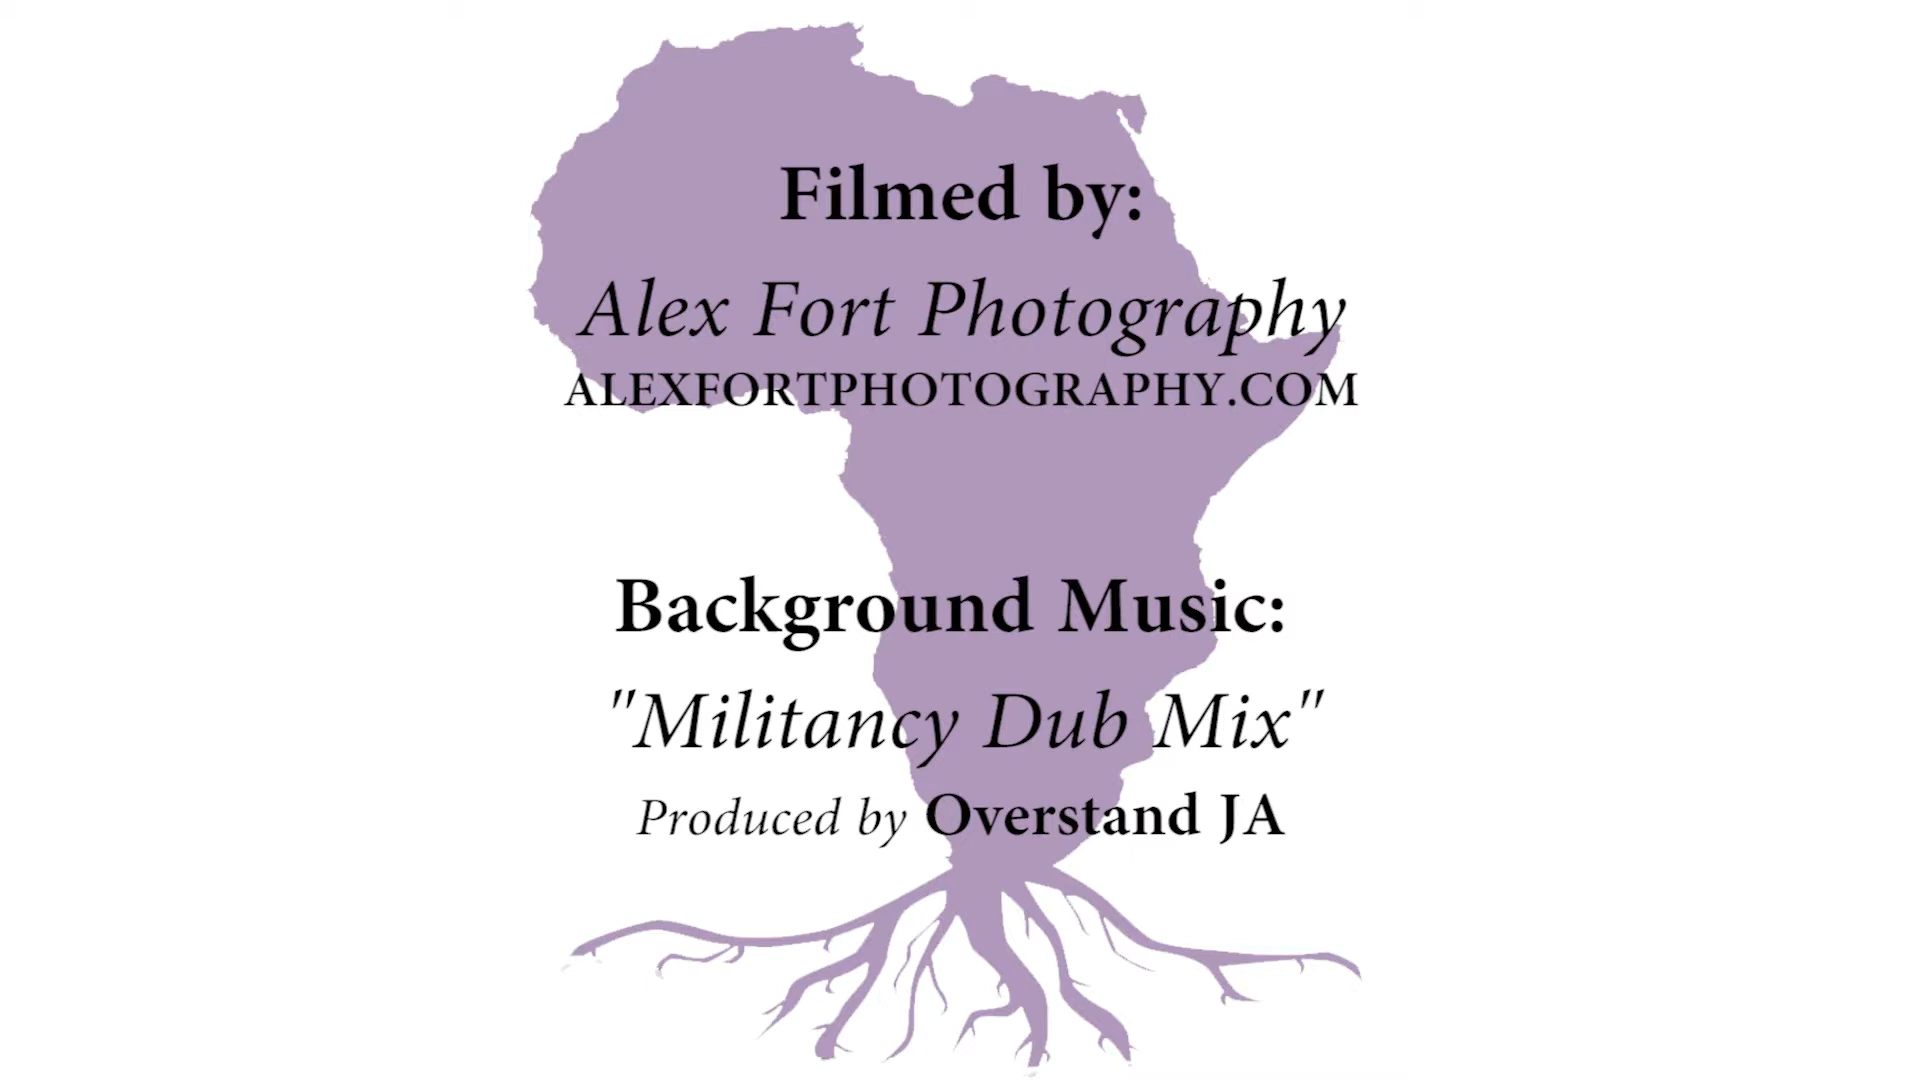 Filmed by:
Alex Fort Photography
ALEXFORTPHOTOGRAPHY.COM
Background Music:
"Militancy Dub Mix"
Produced by Overstand JA